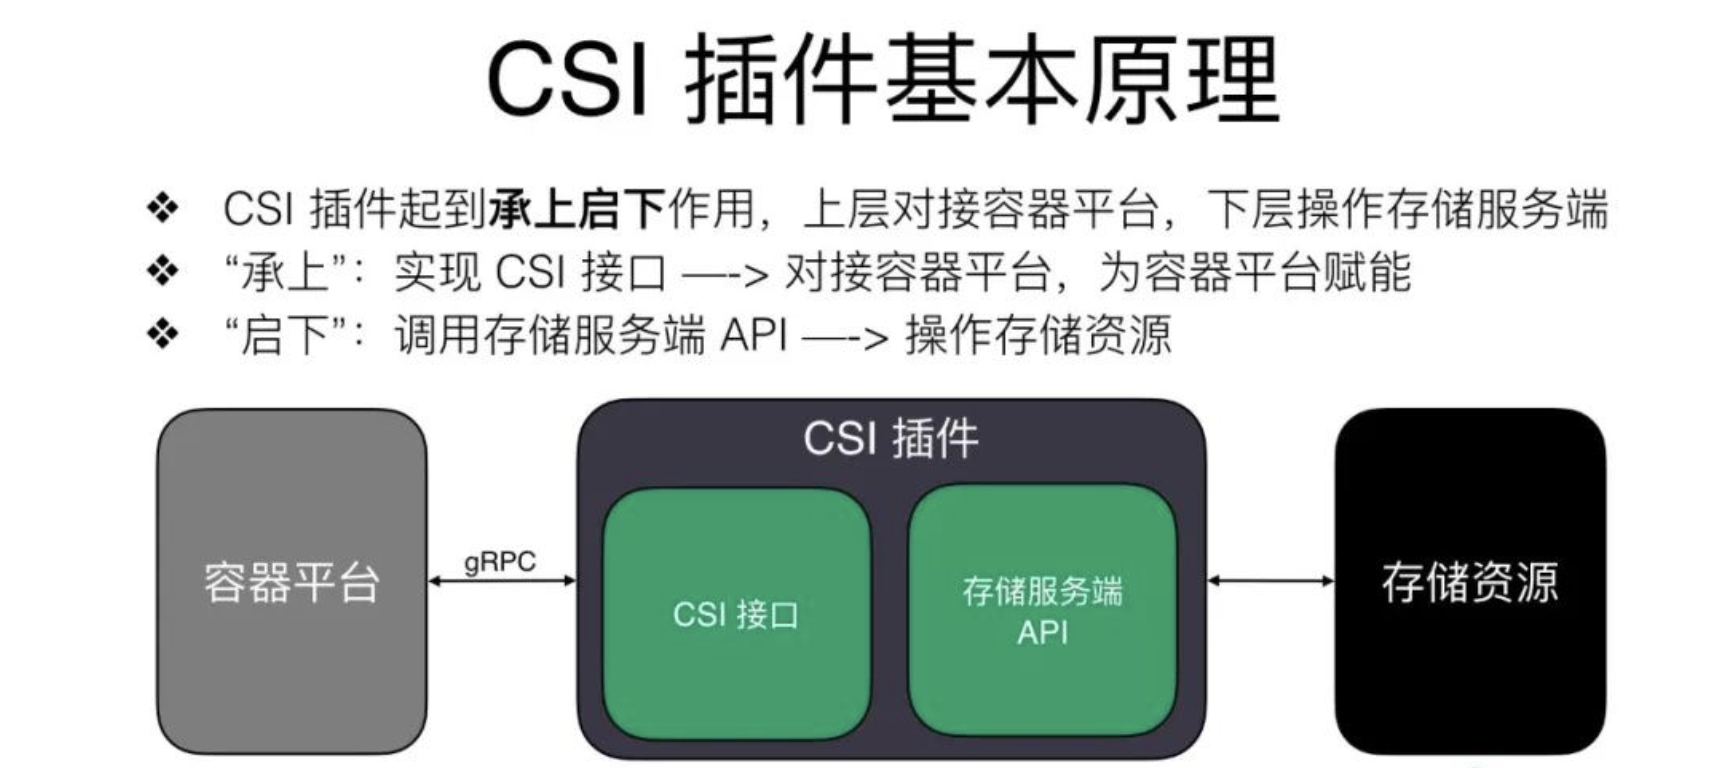 CSI 插件基本原理
❖ CSI 插件起到承上启下作用，上层对接容器平台，下层操作存储服务端
❖ “承上”：实现 CSI 接口 —-> 对接容器平台，为容器平台赋能
❖ “启下”：调用存储服务端 API —-> 操作存储资源
容器平台
gRPC
CSI 插件
CSI 接口
存储服务端
API
存储资源